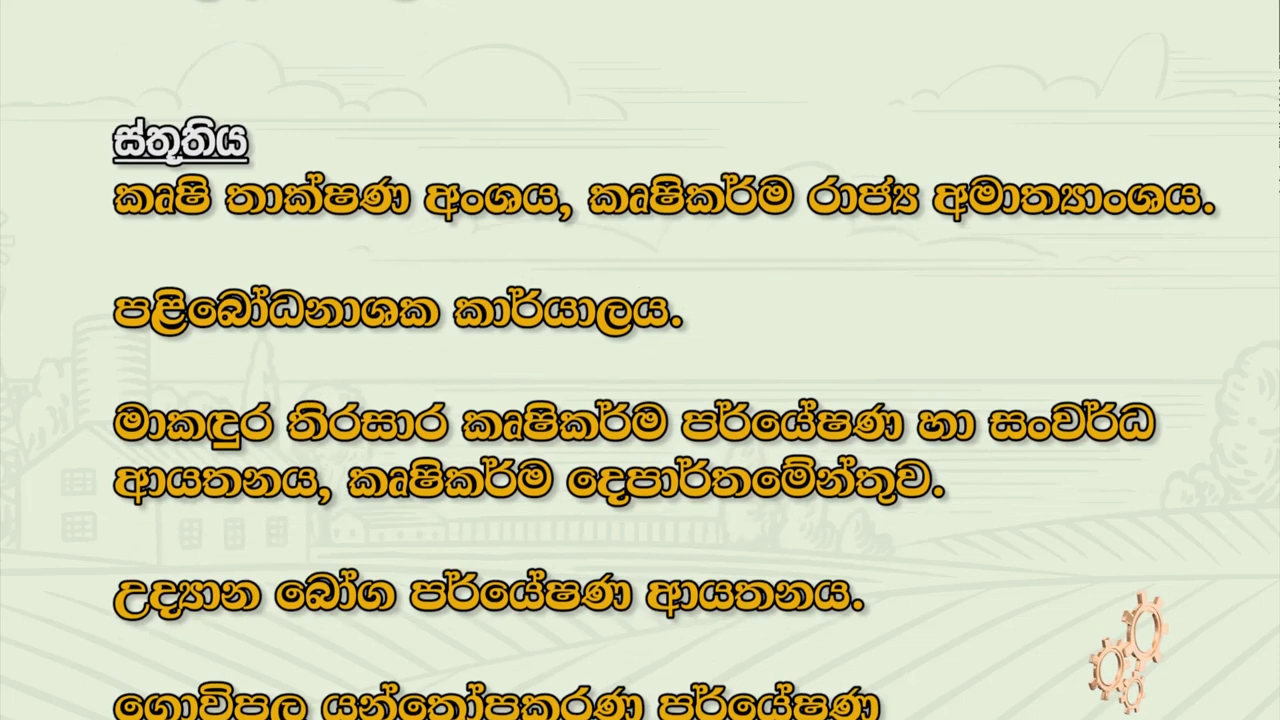 ස්තූතිය
කෘෂි තාක්ෂණ අංශය, කෘෂිකර්ම රාජ්‍ය අමාත්‍යාංශය.
පළිබෝධනාශක කාර්යාලය.
මාකඳුර තිරසාර කෘෂිකර්ම පර්යේෂණ හා සංවර්ධ
ආයතනය, කෘෂිකර්ම දෙපාර්තමේන්තුව.
උද්‍යාන බෝග පර්යේෂණ ආයතනය.
ගොවිපල යන්ත්‍රෝපකරණ පර්යේෂණ